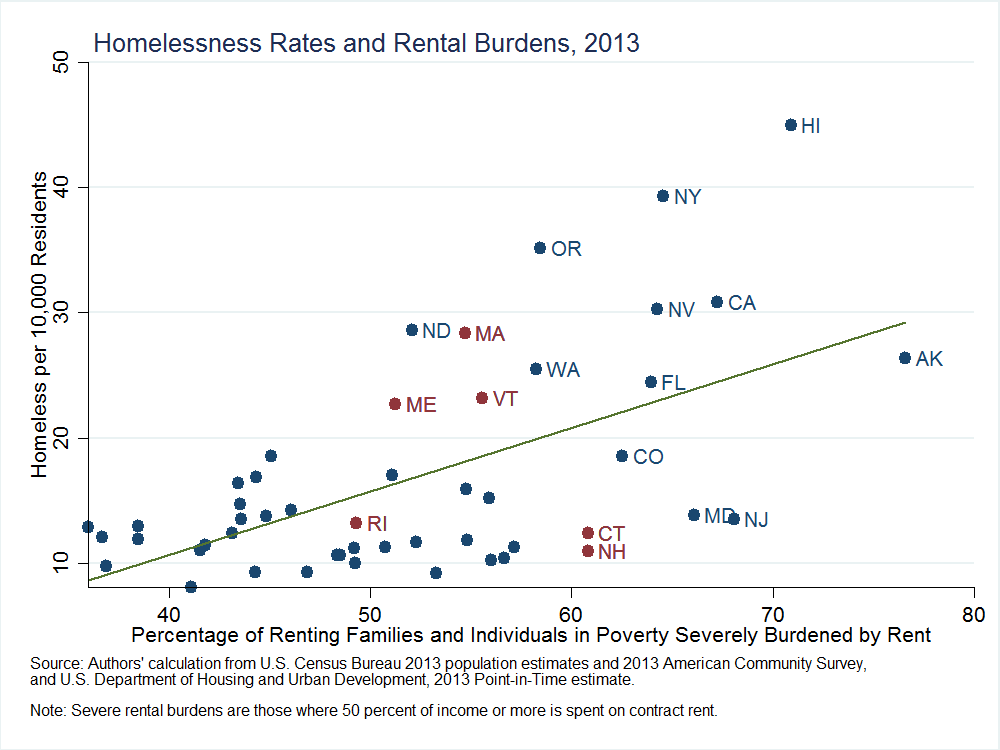 Homelessness Rates and Rental Burdens, 2013
Homeless per 10,000 Residents
50
40
30
20
10
HI
NY
OR
NV
CA
ND
MA
WA
FL
AK
ME
VT
CO
RI
MD
NJ
CT
NH
40
50
60
70
80
Percentage of Renting Families and Individuals in Poverty Severely Burdened by Rent
Source: Authors' calculation from U.S. Census Bureau 2013 population estimates and 2013 American Community Survey,
and U.S. Department of Housing and Urban Development, 2013 Point-in-Time estimate.
Note: Severe rental burdens are those where 50 percent of income or more is spent on contract rent.